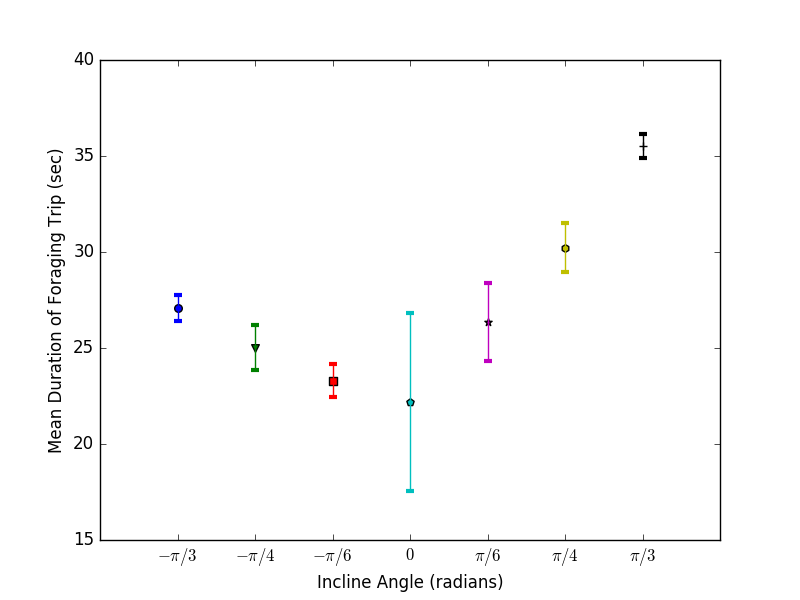 40
35
30
25
20
15
Mean Duration of Foraging Trip (sec)
−π/3 −π/4 −π/6 0 π/6 π/4 π/3
Incline Angle (radians)